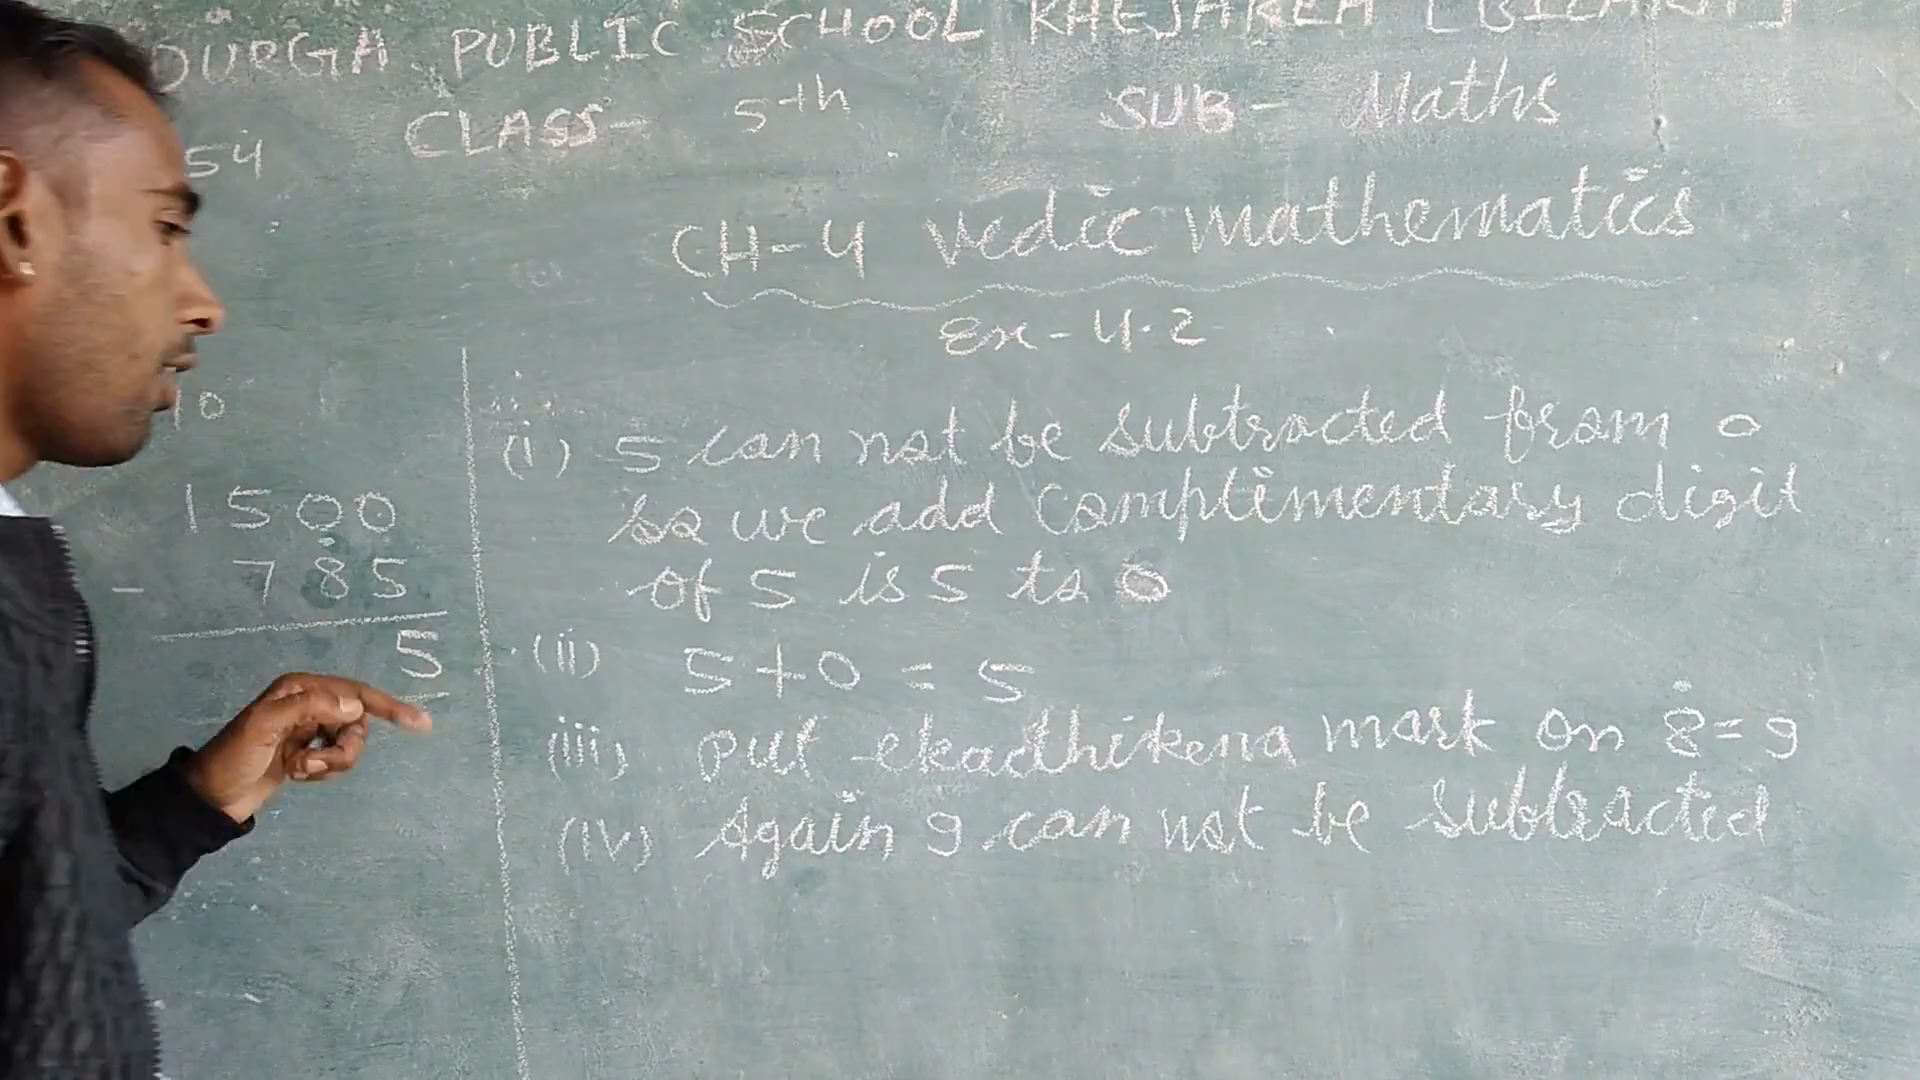 DURGA PUBLIC SCHOOL KHEJARLA [BILARA]
CLASS- 5th SUB- Maths
54
CH-4 Vedic mathematics
Ex-4.2
10
1500
- 785
5
(i) 5 can not be subtracted from 0
so we add complimentary digit
of 5 is 5 to 0
(ii) 5+0 = 5
(iii) put ekadhikena mark on 8̇=9
(iv) Again 9 can not be subtracted